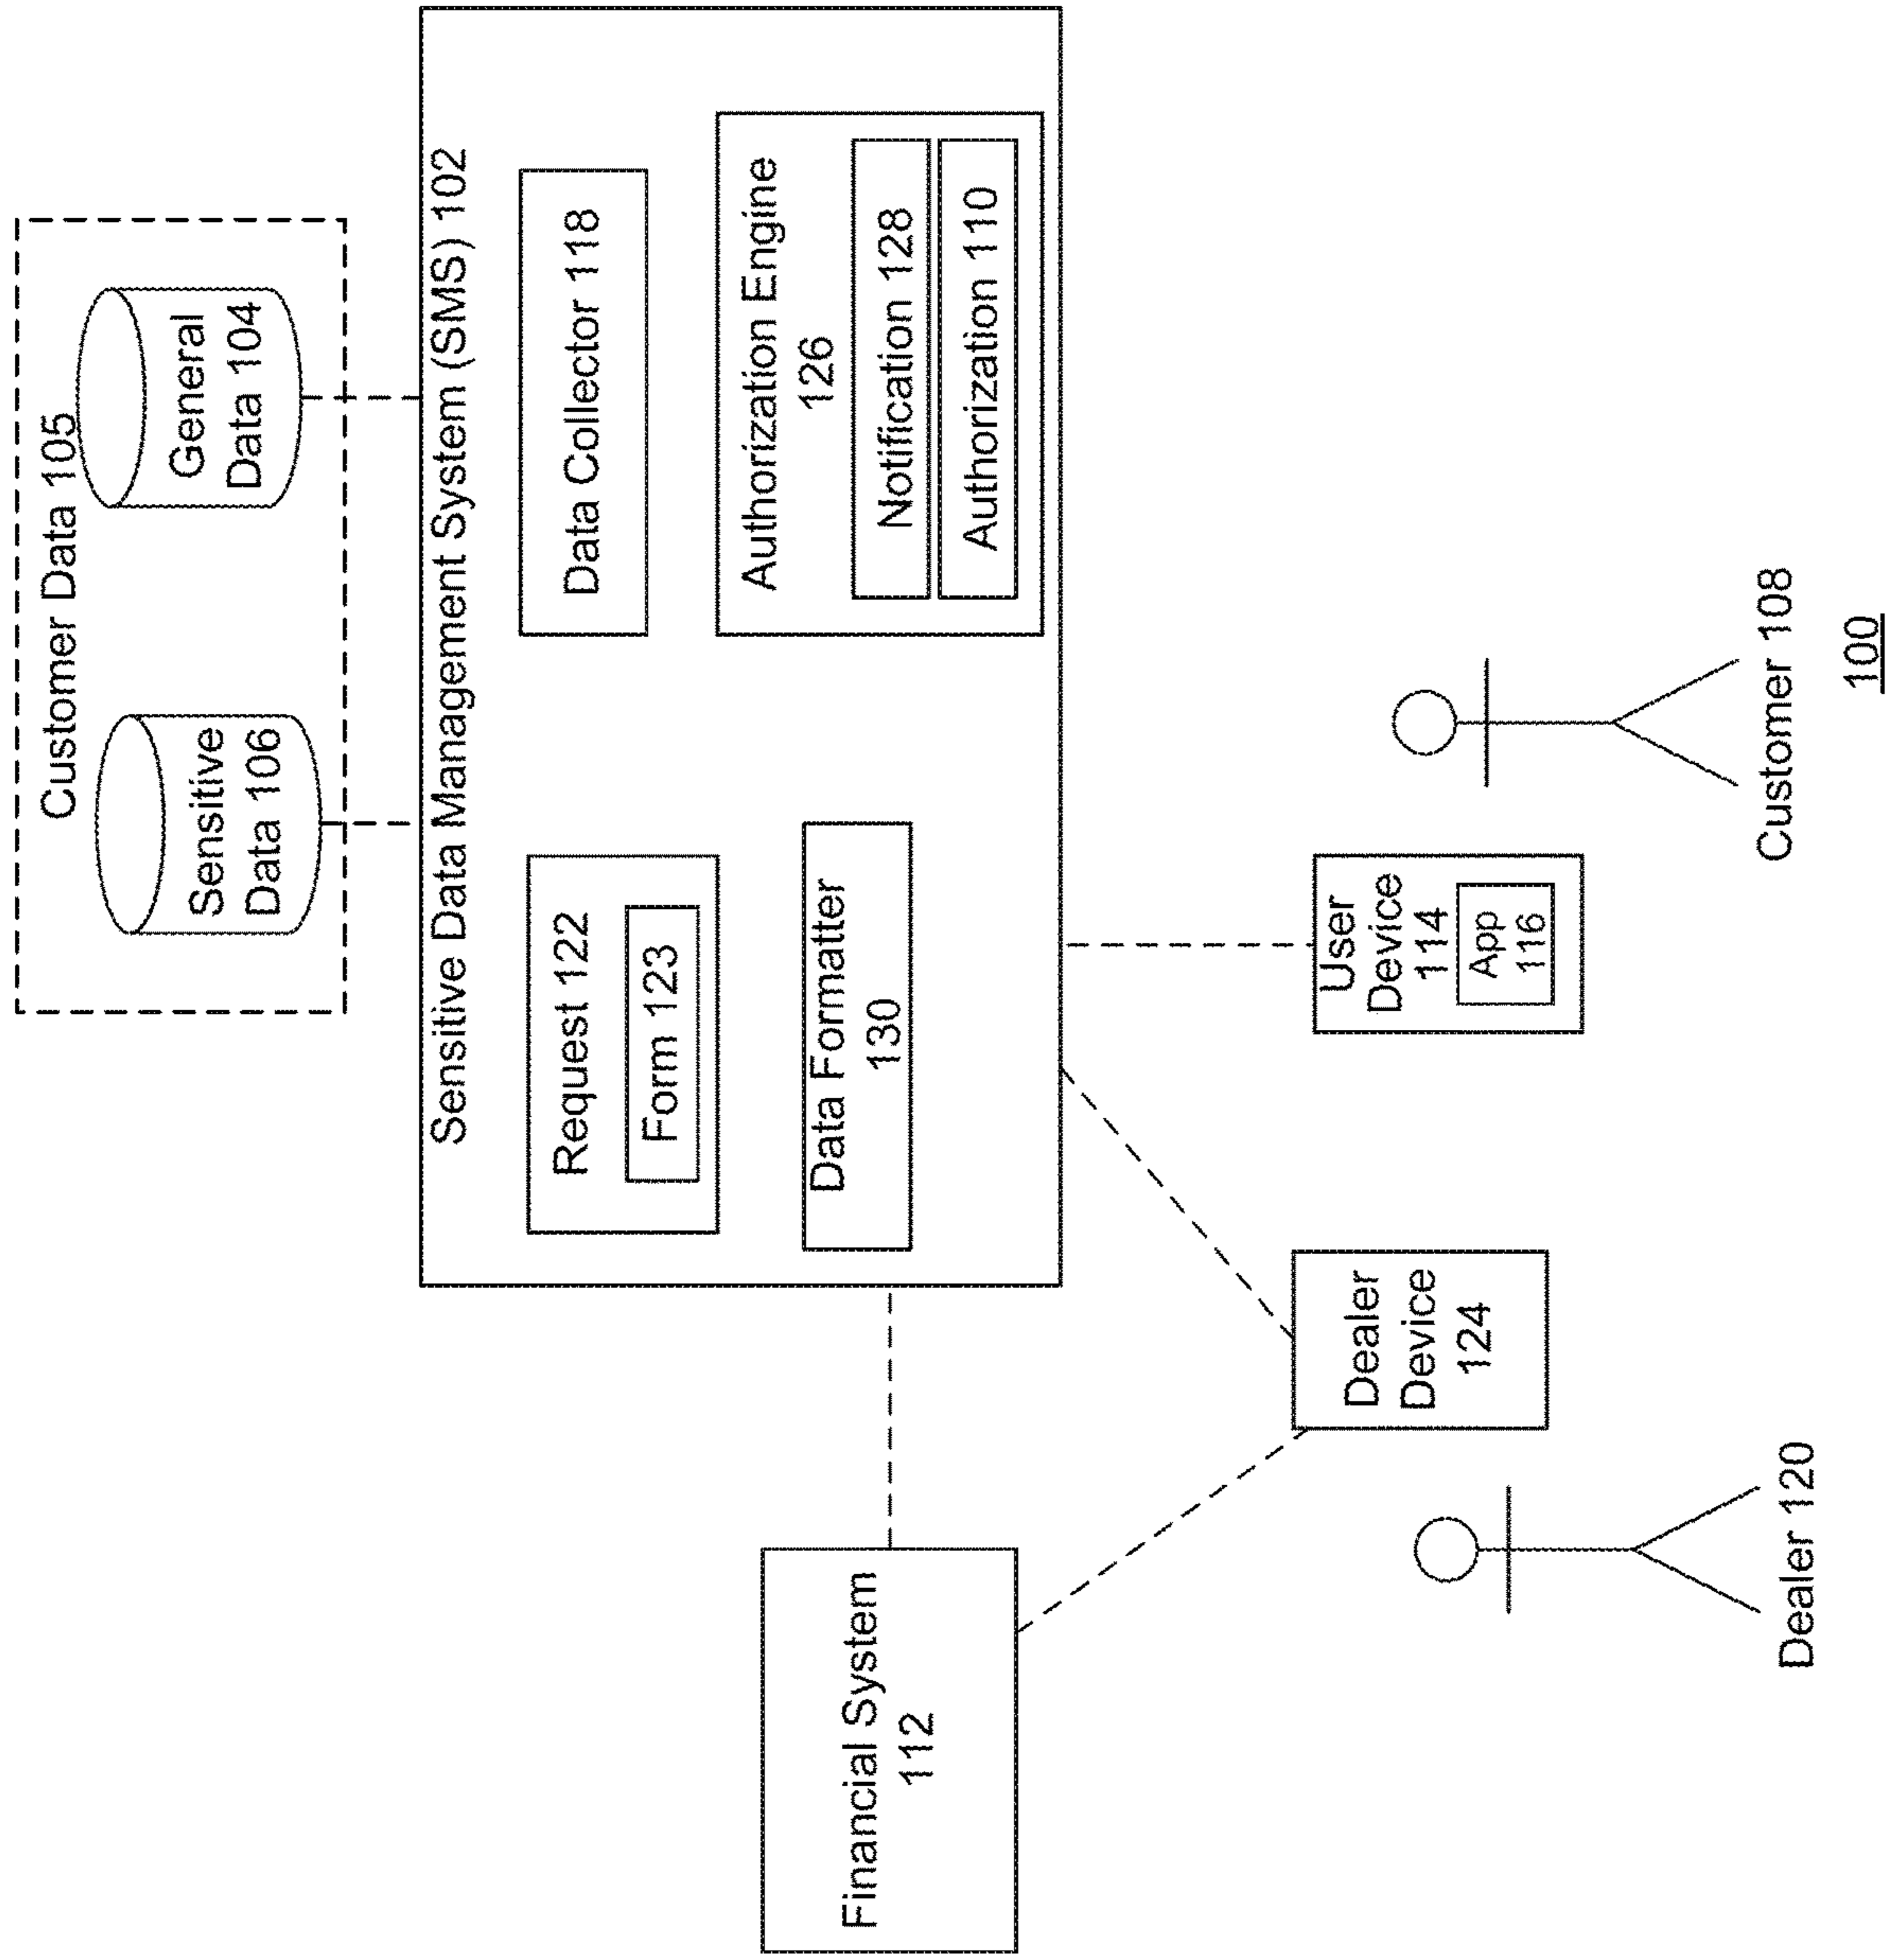 Customer Data 105
Sensitive
Data 106
General
Data 104
Sensitive Data Management System (SMS) 102
Request 122
Form 123
Data Collector 118
Data Formatter
130
Authorization Engine
126
Notification 128
Authorization 110
Financial System
112
Dealer
Device
124
User
Device
114
App
116
Dealer 120
Customer 108
100